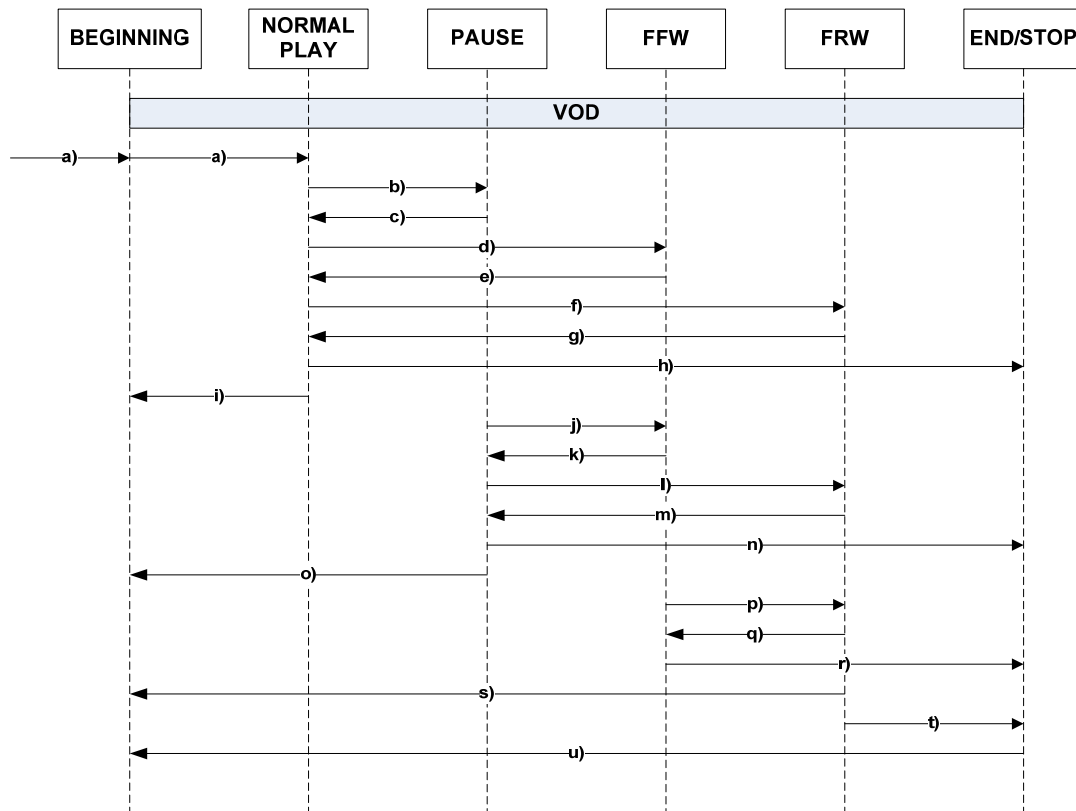 BEGINNING
NORMAL
PLAY
PAUSE
FFW
FRW
END/STOP
VOD
a) a)
b)
c)
d)
e)
f)
g)
h)
i)
j)
k)
l)
m)
n)
o)
p)
q)
r)
s)
t)
u)